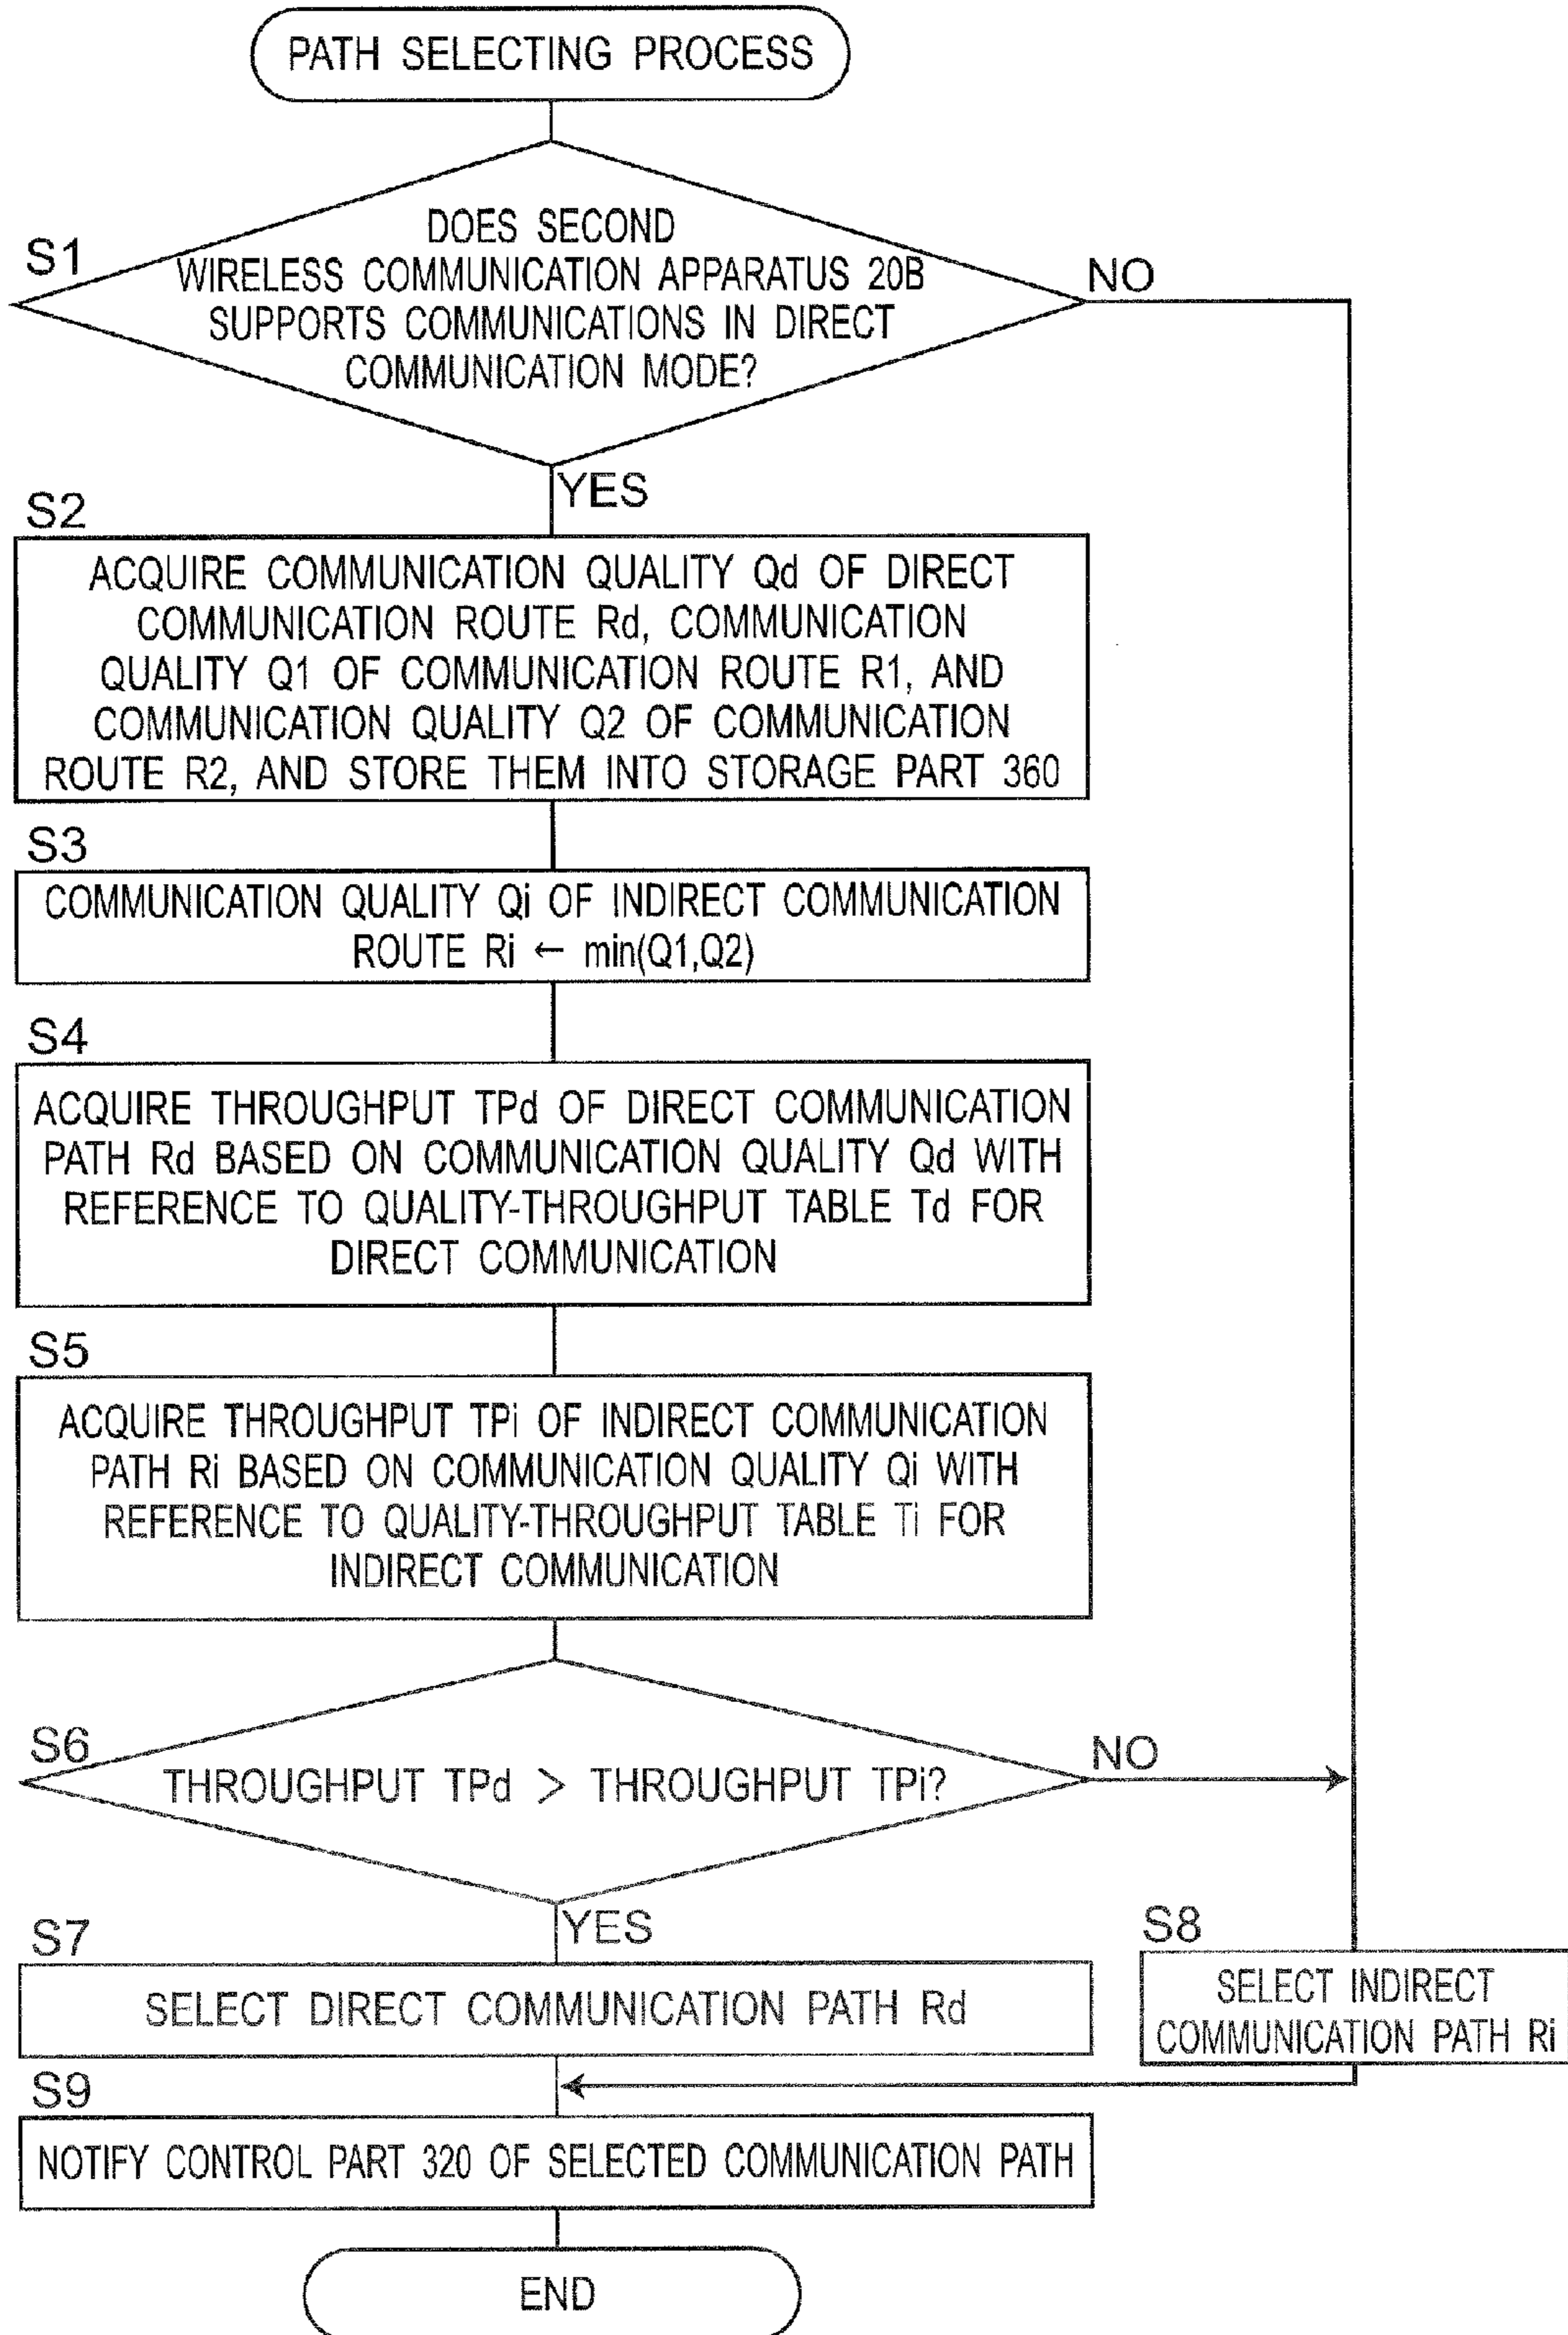 PATH SELECTING PROCESS
S1
DOES SECOND
WIRELESS COMMUNICATION APPARATUS 20B
SUPPORTS COMMUNICATIONS IN DIRECT
COMMUNICATION MODE?
NO
YES
S2
ACQUIRE COMMUNICATION QUALITY Qd OF DIRECT
COMMUNICATION ROUTE Rd, COMMUNICATION
QUALITY Q1 OF COMMUNICATION ROUTE R1, AND
COMMUNICATION QUALITY Q2 OF COMMUNICATION
ROUTE R2, AND STORE THEM INTO STORAGE PART 360
S3
COMMUNICATION QUALITY Qi OF INDIRECT COMMUNICATION
ROUTE Ri ← min(Q1,Q2)
S4
ACQUIRE THROUGHPUT TPd OF DIRECT COMMUNICATION
PATH Rd BASED ON COMMUNICATION QUALITY Qd WITH
REFERENCE TO QUALITY-THROUGHPUT TABLE Td FOR
DIRECT COMMUNICATION
S5
ACQUIRE THROUGHPUT TPi OF INDIRECT COMMUNICATION
PATH Ri BASED ON COMMUNICATION QUALITY Qi WITH
REFERENCE TO QUALITY-THROUGHPUT TABLE Ti FOR
INDIRECT COMMUNICATION
S6
THROUGHPUT TPd > THROUGHPUT TPi?
NO
YES
S7
SELECT DIRECT COMMUNICATION PATH Rd
S8
SELECT INDIRECT
COMMUNICATION PATH Ri
S9
NOTIFY CONTROL PART 320 OF SELECTED COMMUNICATION PATH
END